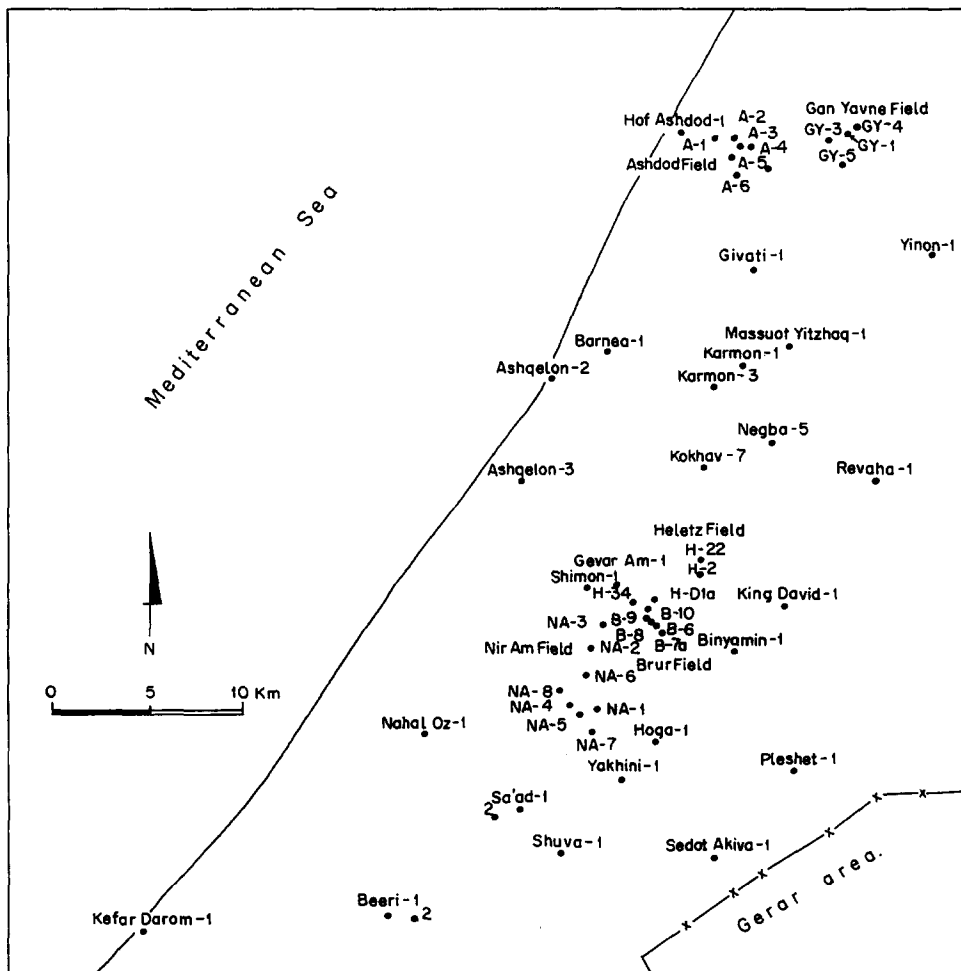 Gan Yavne Field
Hof Ashdod-1
A-2
GY-3
GY-4
A-1
A-3
A-4
GY-1
Ashdod Field
A-5
GY-5
A-6
Mediterranean Sea
Yinon-1
Givati-1
Massuot Yitzhaq-1
Barnea-1
Karmon-1
Ashqelon-2
Karmon-3
Negba-5
Kokhav-7
Ashqelon-3
Revaha-1
Heletz Field
H-22
Gevar Am-1
H-2
Shimon-1
H-34
H-D1a
King David-1
B-9
B-10
NA-3
B-8
B-6
Nir Am Field
NA-2
B-7a
Binyamin-1
Brur Field
N
NA-6
0 5 10 Km
NA-8
NA-4
NA-1
Nahal Oz-1
NA-5
NA-7
Hoga-1
Yakhini-1
Pleshet-1
Sa'ad-1
2
Shuva-1
Sedot Akiva-1
Gerar area.
Beeri-1
2
Kefar Darom-1